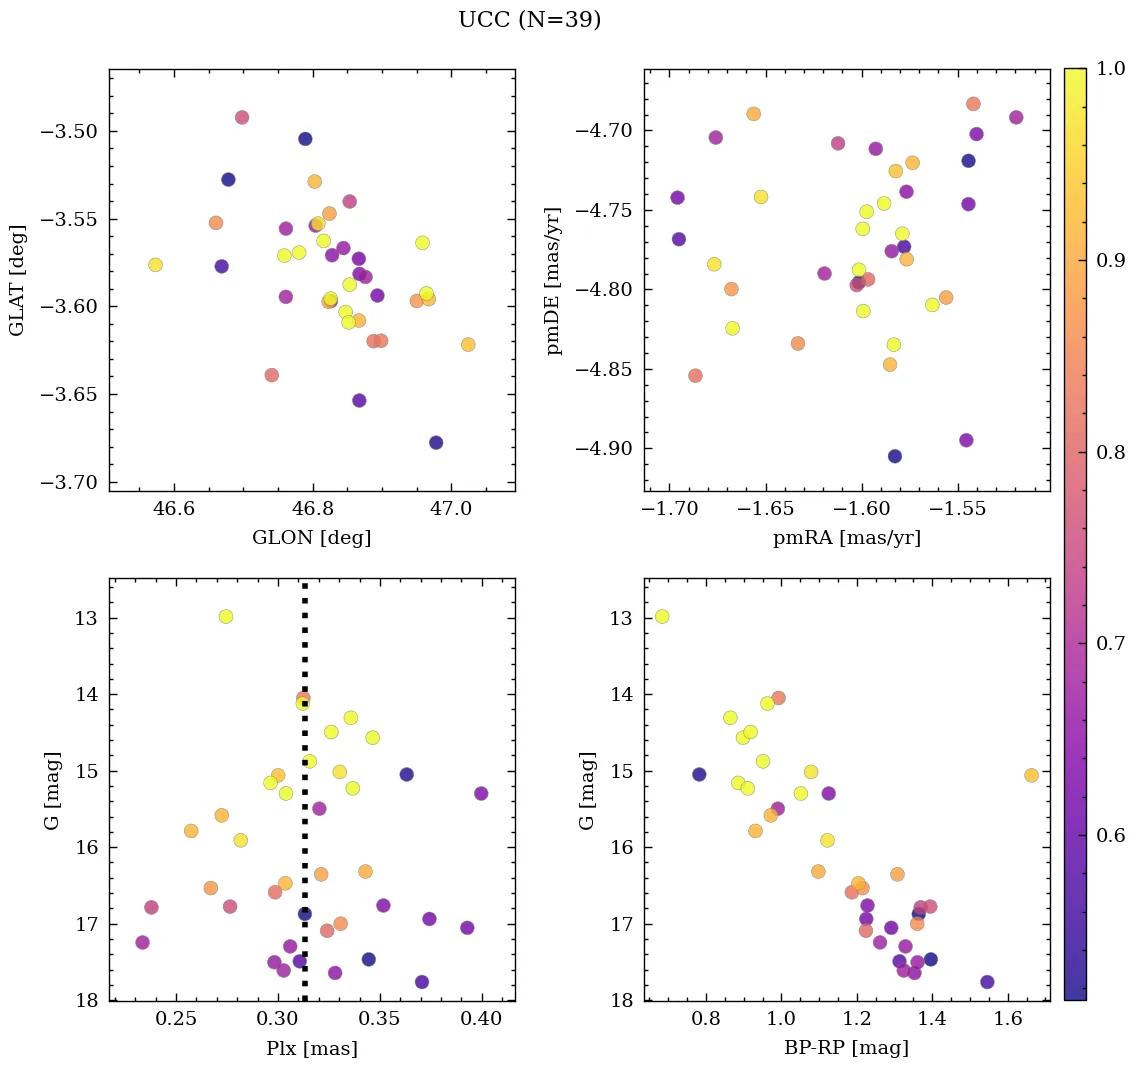 UCC (N=39)
−3.50
−3.55
−3.60
−3.65
−3.70
GLAT [deg]
46.6 46.8 47.0
GLON [deg]
−4.70
−4.75
−4.80
−4.85
−4.90
pmDE [mas/yr]
−1.70 −1.65 −1.60 −1.55
pmRA [mas/yr]
1.0
0.9
0.8
0.7
0.6
13
14
15
16
17
18
G [mag]
0.25 0.30 0.35 0.40
Plx [mas]
13
14
15
16
17
18
G [mag]
0.8 1.0 1.2 1.4 1.6
BP-RP [mag]